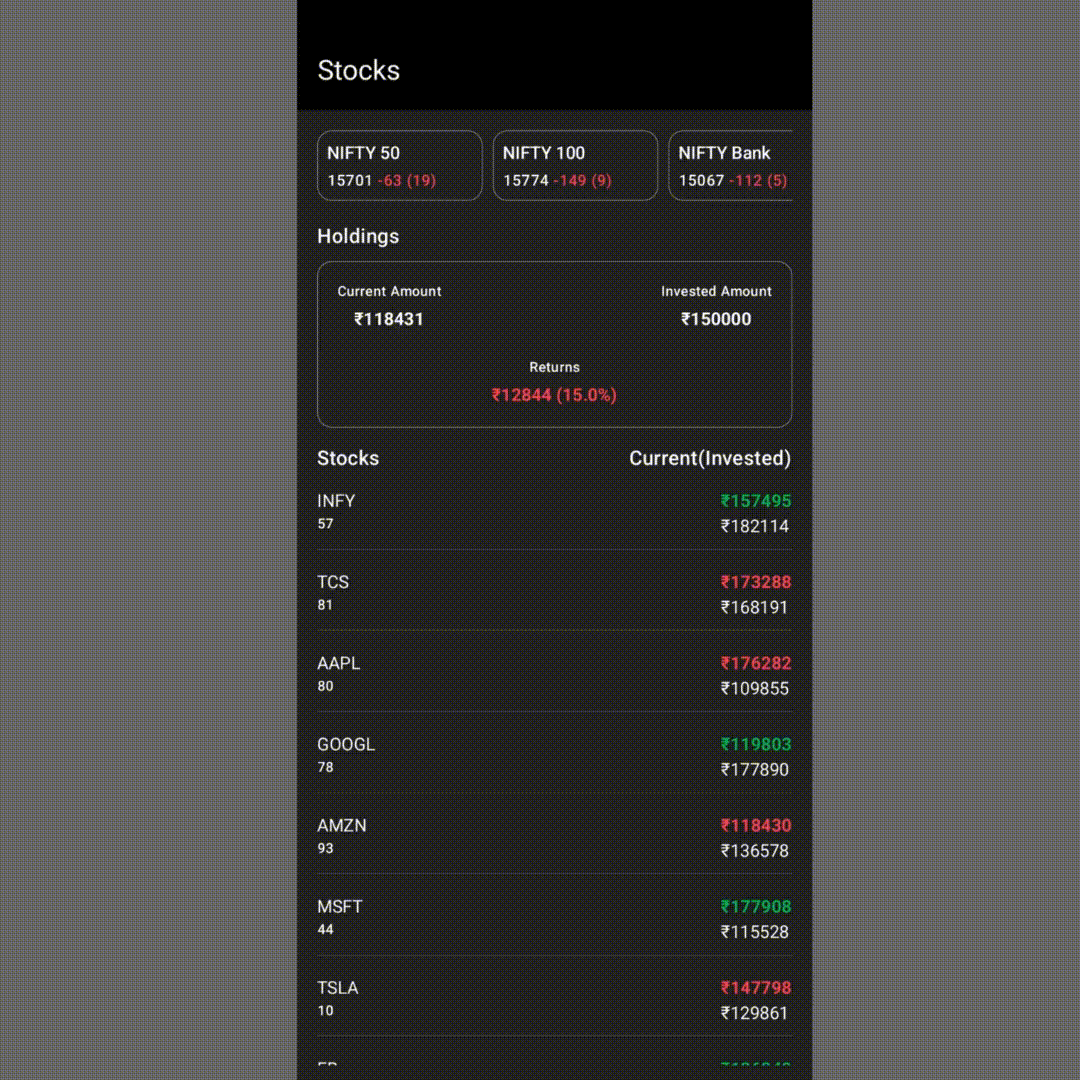 Stocks
NIFTY 50
15701 -63 (19)
NIFTY 100
15774 -149 (9)
NIFTY Bank
15067 -112 (5)
Holdings
Current Amount
₹118431
Invested Amount
₹150000
Returns
₹12844 (15.0%)
Stocks Current(Invested)
INFY ₹157495
57 ₹182114
TCS ₹173288
81 ₹168191
AAPL ₹176282
80 ₹109855
GOOGL ₹119803
78 ₹177890
AMZN ₹118430
93 ₹136578
MSFT ₹177908
44 ₹115528
TSLA ₹147798
10 ₹129861